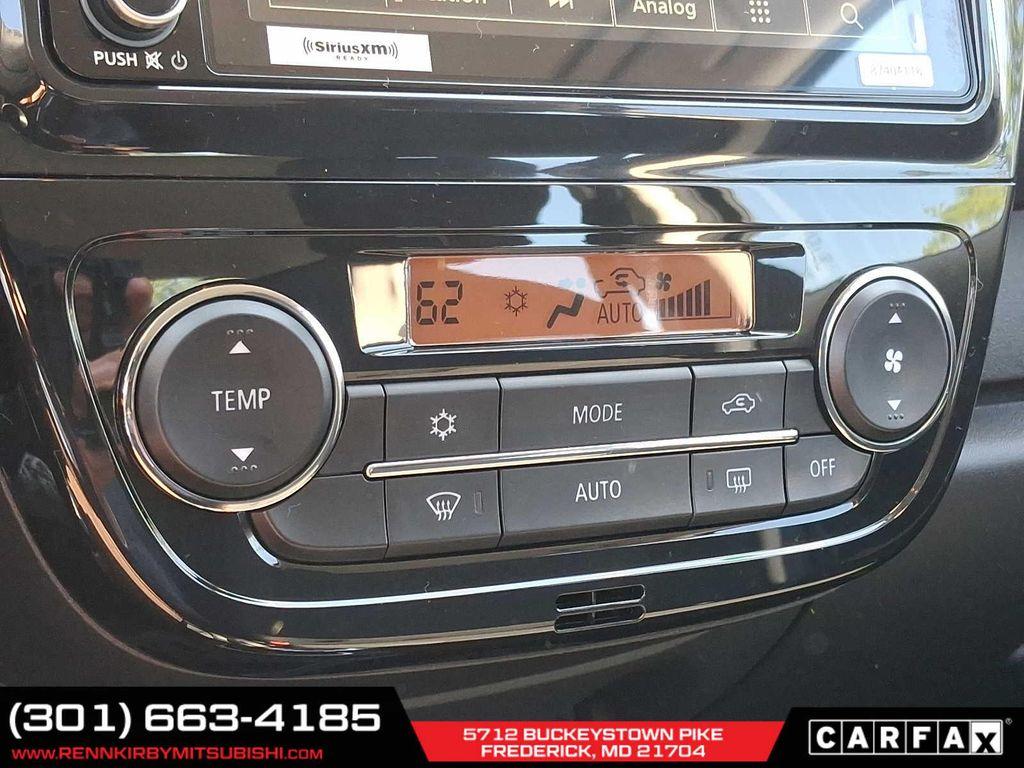 Analog
PUSH
((SiriusXM))
READY
62
AUTO
TEMP
MODE
AUTO
OFF
(301) 663-4185
WWW.RENNKIRBYMITSUBISHI.COM
5712 BUCKEYSTOWN PIKE
FREDERICK, MD 21704
CARFAX